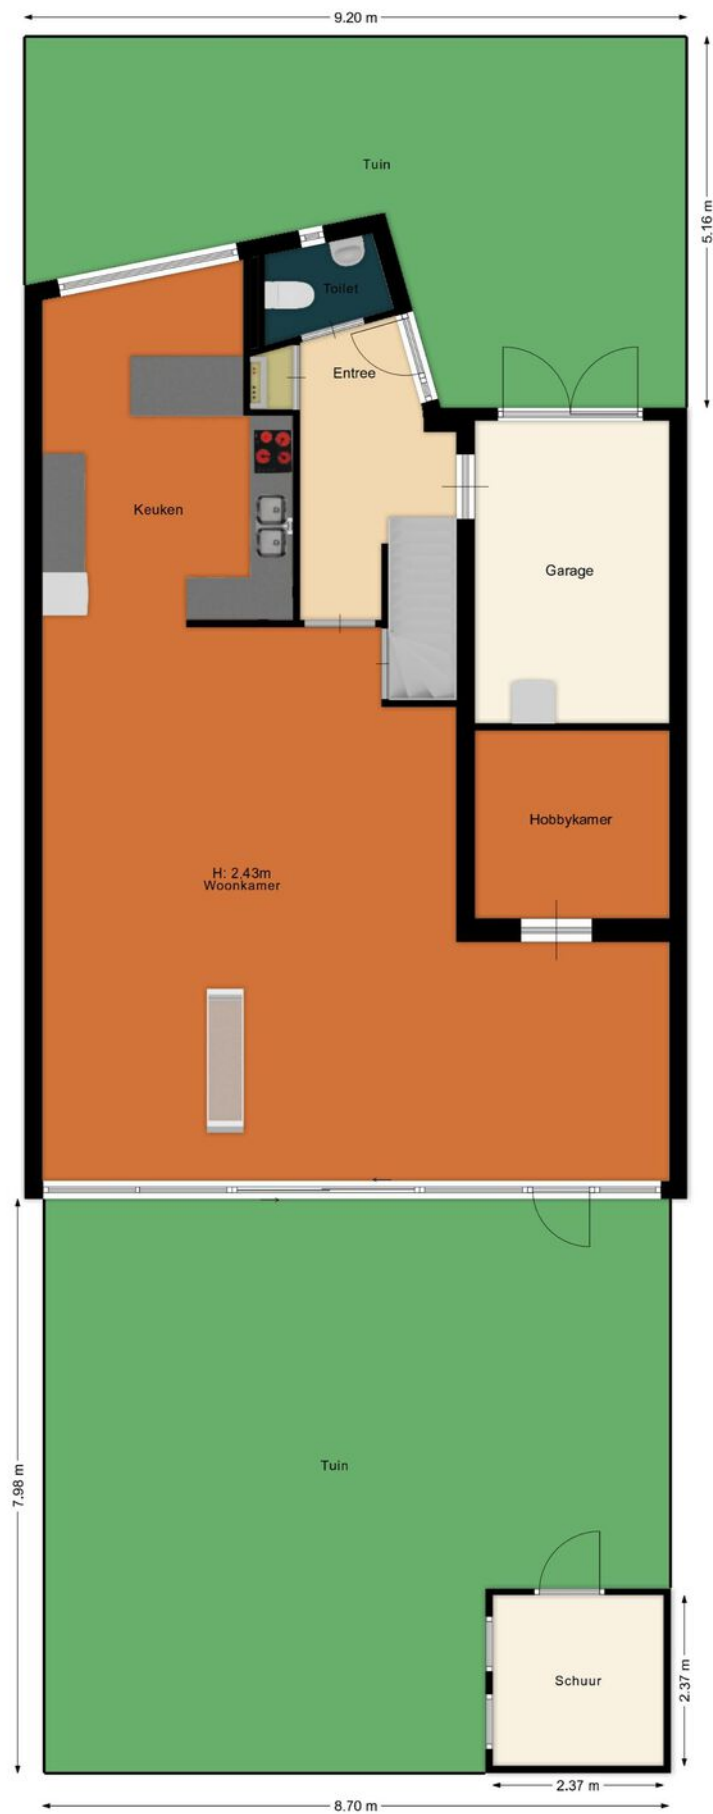 9.20 m
Tuin
5.16 m
Toilet
Entree
Keuken
Garage
Hobbykamer
H: 2.43m
Woonkamer
Tuin
7.98 m
Schuur
2.37 m
2.37 m
8.70 m